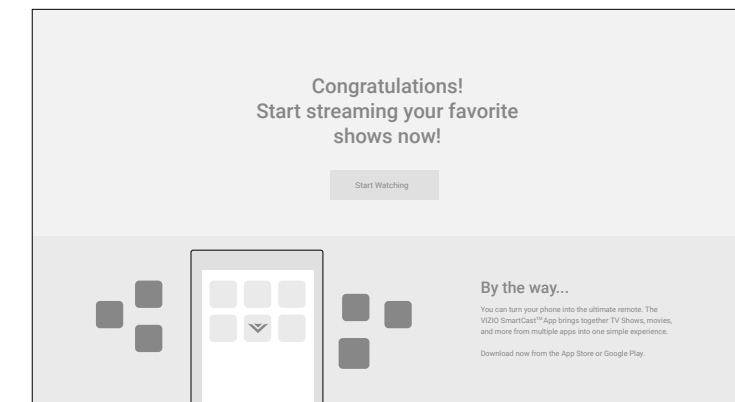 Congratulations!
Start streaming your favorite
shows now!
Start Watching
By the way...
You can turn your phone into the ultimate remote. The
VIZIO SmartCast™ App brings together TV Shows, movies,
and more from multiple apps into one simple experience.
Download now from the App Store or Google Play.